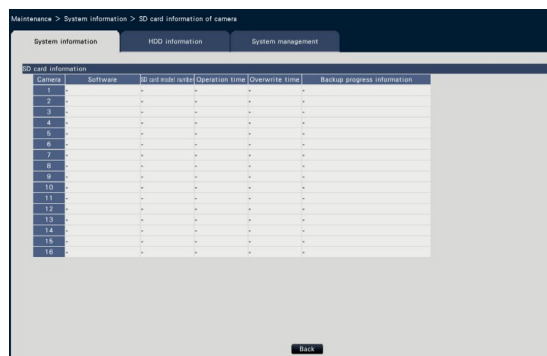 Maintenance > System information > SD card information of camera
System information HDD information System management
SD card information
Camera Software SD card model number Operation time Overwrite time Backup progress information
1 - - - - -
2 - - - - -
3 - - - - -
4 - - - - -
5 - - - - -
6 - - - - -
7 - - - - -
8 - - - - -
9 - - - - -
10 - - - - -
11 - - - - -
12 - - - - -
13 - - - - -
14 - - - - -
15 - - - - -
16 - - - - -
Back